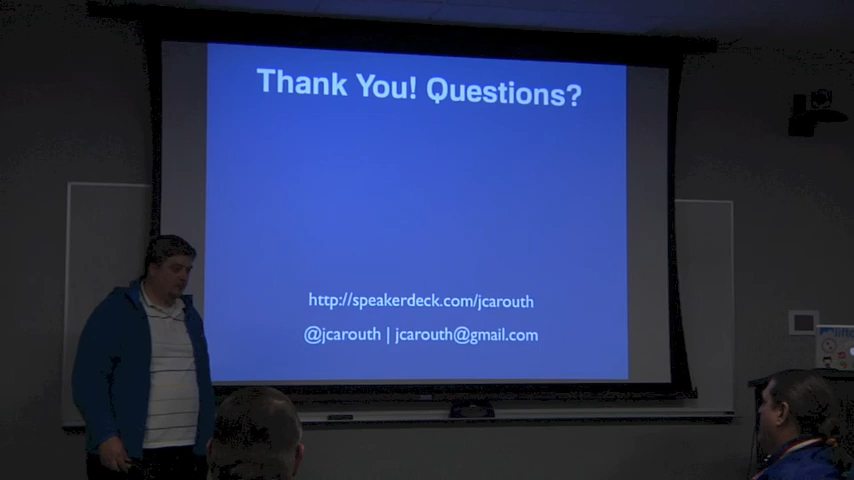 Thank You! Questions?
http://speakerdeck.com/jcarouth
@jcarouth | jcarouth@gmail.com